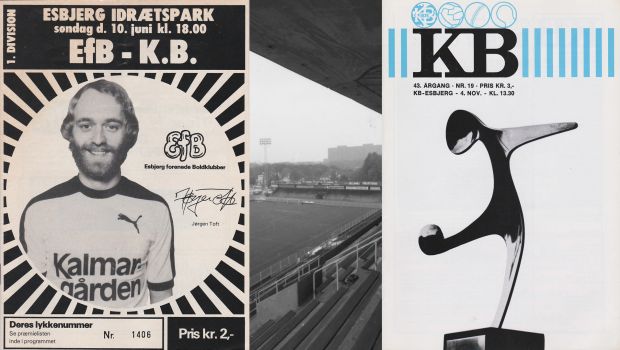 1. DIVISION
ESBJERG IDRÆTSPARK
søndag d. 10. juni kl. 18.00
EfB - K.B.
EfB
Esbjerg forenede Boldklubber
Jørgen Toft
PUMA
Kalmar
gården
Deres lykkenummer
Se præmielisten
inde i programmet
Nr. 1406
Pris kr. 2,-
KB
KB
43. ÅRGANG · NR. 19 · PRIS KR. 3,-
KB-ESBJERG - 4. NOV. - KL. 13.30